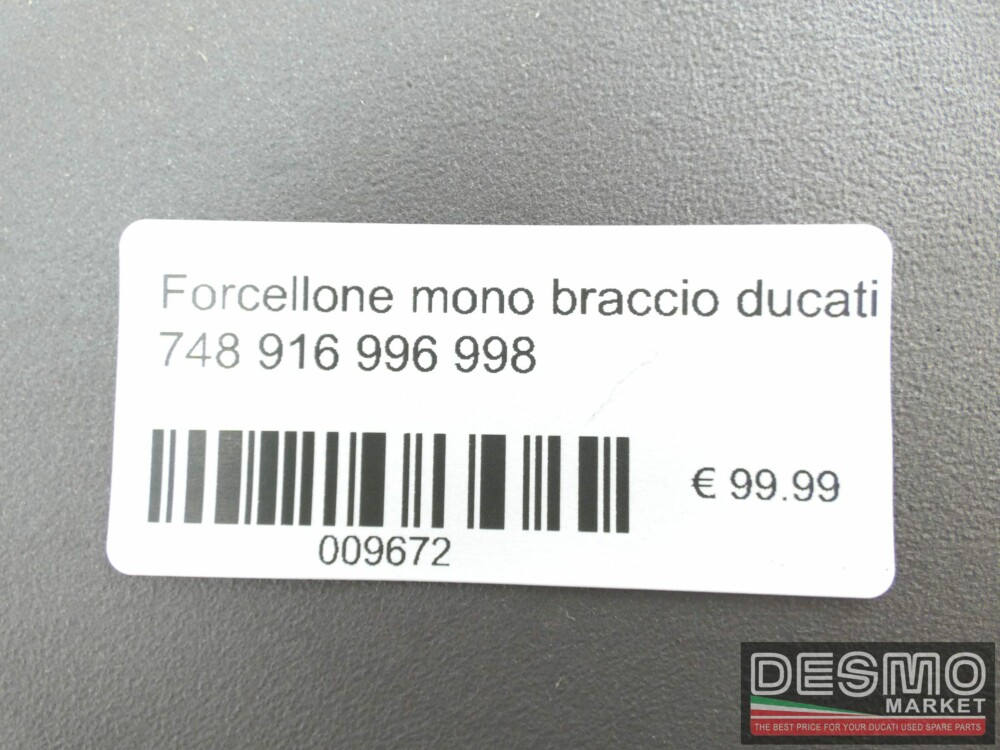 Forcellone mono braccio ducati
748 916 996 998
€ 99.99
009672
DESMO
MARKET
THE BEST PRICE FOR YOUR DUCATI USED SPARE PARTS